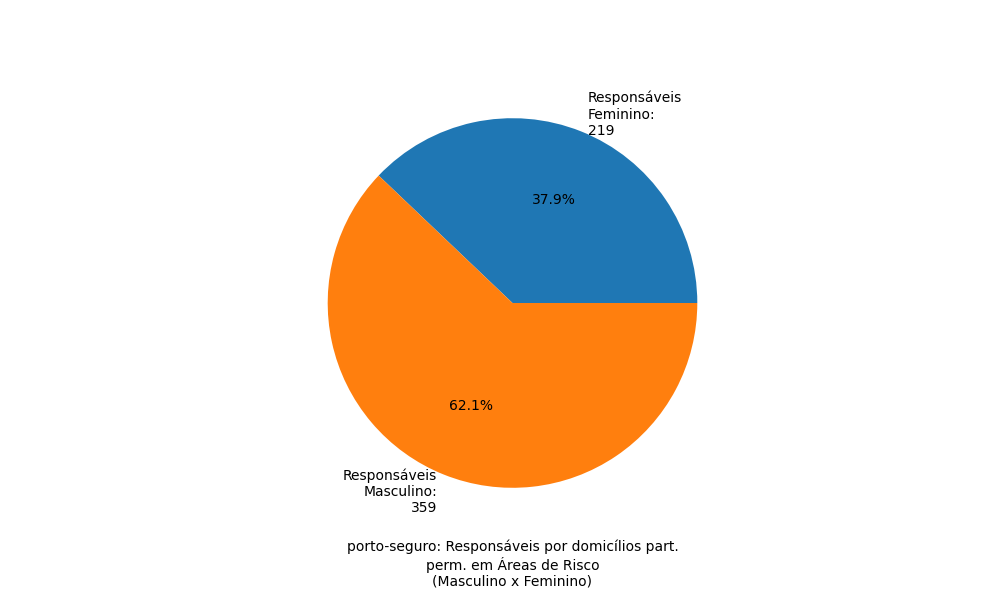 Responsáveis
Feminino:
219
37.9%
62.1%
Responsáveis
Masculino:
359
porto-seguro: Responsáveis por domicílios part.
perm. em Áreas de Risco
(Masculino x Feminino)